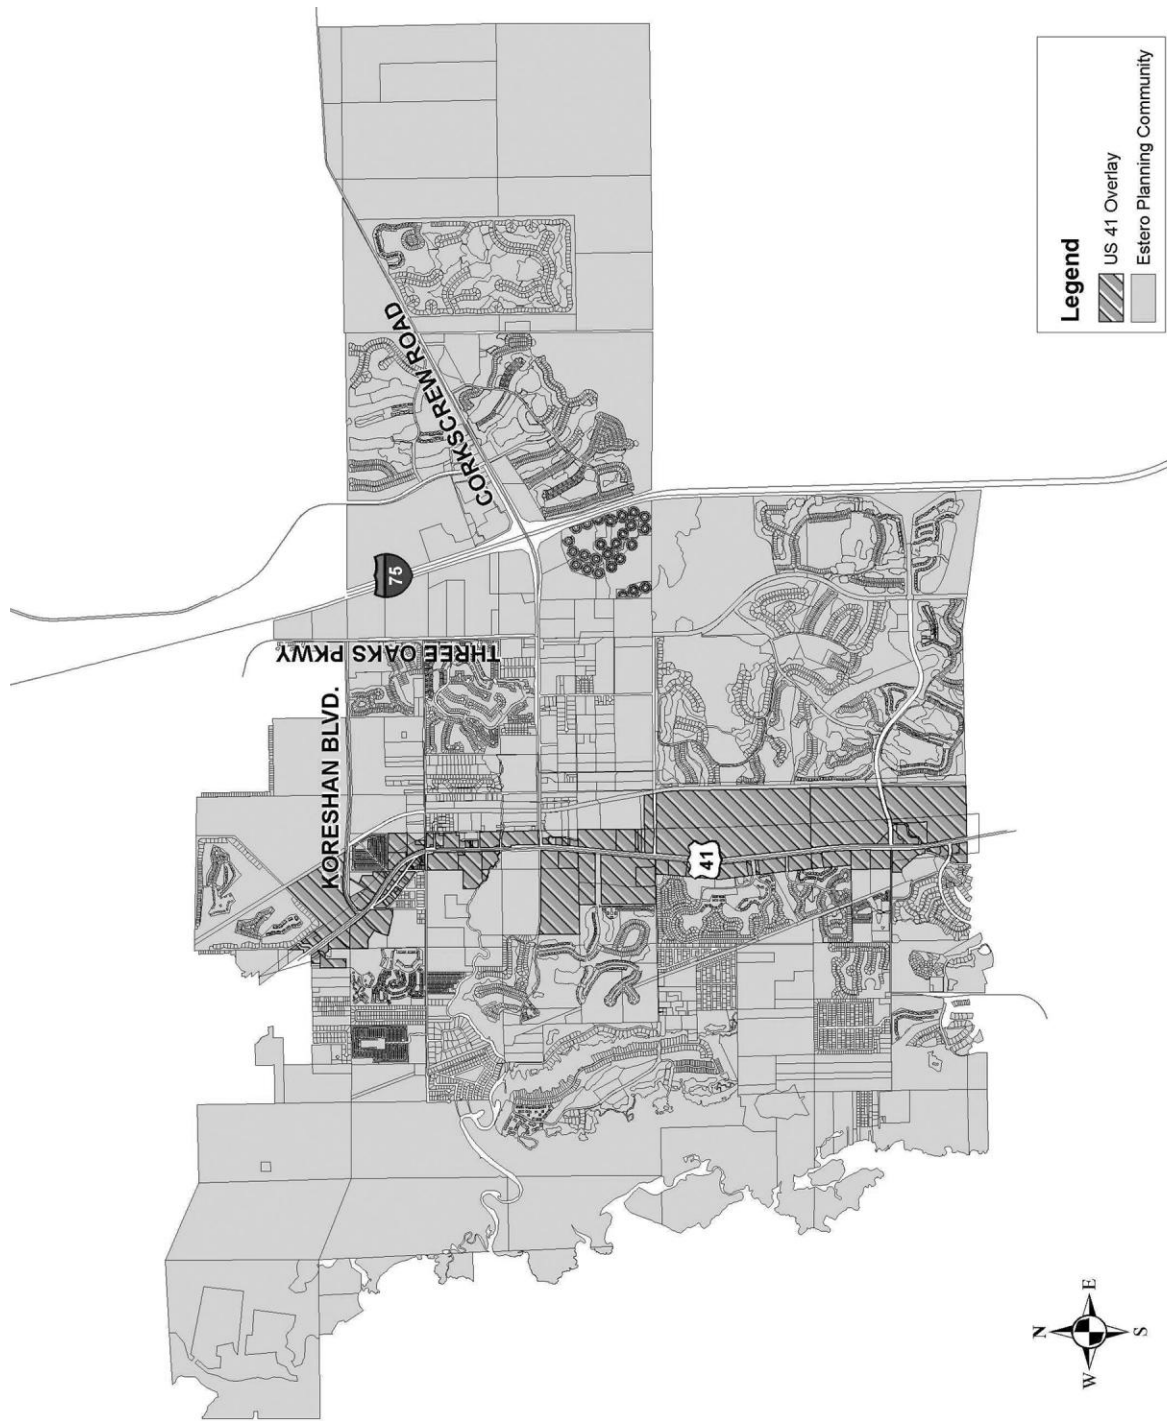 CORKSCREW ROAD
75
THREE OAKS PKWY
KORESHAN BLVD.
41
Legend
US 41 Overlay
Estero Planning Community
N
W
E
S